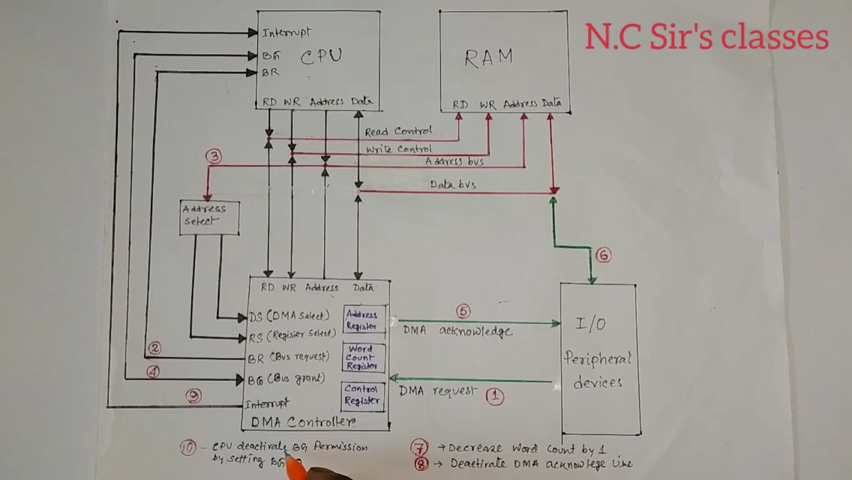 N.C Sir's classes
Interrupt
BG
CPU
BR
RD WR Address Data
RAM
RD WR Address Data
Read Control
Write Control
Address bus
Data bus
3
Address
Select
6
RD WR Address Data
DS (DMA Select)
RS (Register Select)
BR (Bus request)
BG (Bus grant)
Interrupt
DMA Controller
Address
Register
Word
Count
Register
Control
Register
2
4
9
5
DMA acknowledge
DMA request
1
I/O
Peripheral
devices
10 - CPU deactivate BG Permission
by setting BG
7 → Decrease Word Count by 1
8 → Deactivate DMA acknowlege line